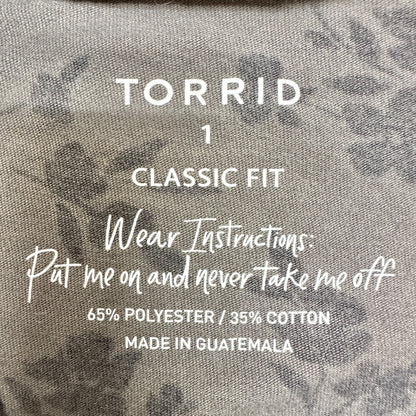 TORRID
1
CLASSIC FIT
Wear Instructions:
Put me on and never take me off
65% POLYESTER / 35% COTTON
MADE IN GUATEMALA